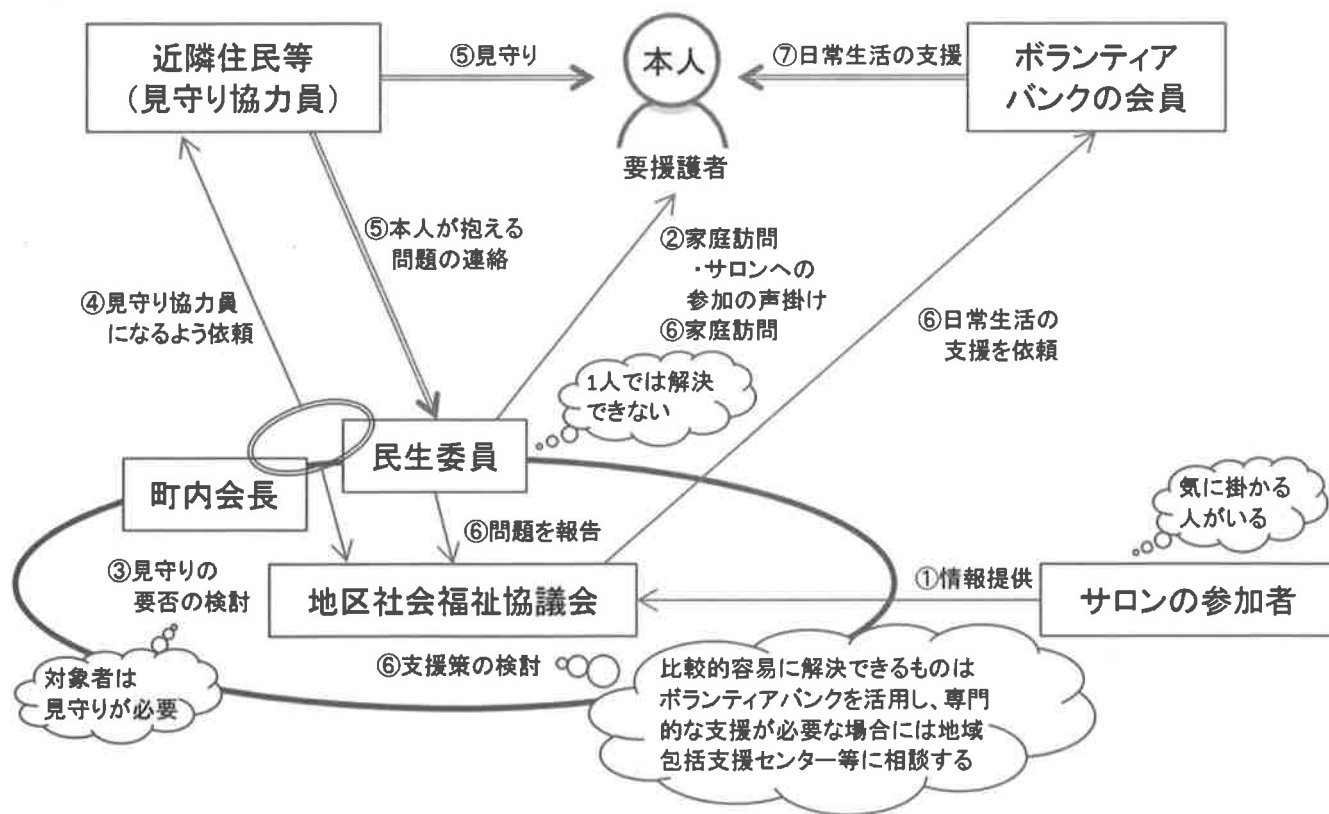 近隣住民等
（見守り協力員）
⑤見守り
本人
要援護者
⑦日常生活の支援
ボランティア
バンクの会員
⑤本人が抱える
問題の連絡
②家庭訪問
・サロンへの
参加の声掛け
⑥家庭訪問
④見守り協力員
になるよう依頼
⑥日常生活の
支援を依頼
1人では解決
できない
民生委員
町内会長
気に掛かる
人がいる
⑥問題を報告
③見守りの
要否の検討
地区社会福祉協議会
①情報提供
サロンの参加者
⑥支援策の検討
対象者は
見守りが必要
比較的容易に解決できるものは
ボランティアバンクを活用し、専門
的な支援が必要な場合には地域
包括支援センター等に相談する